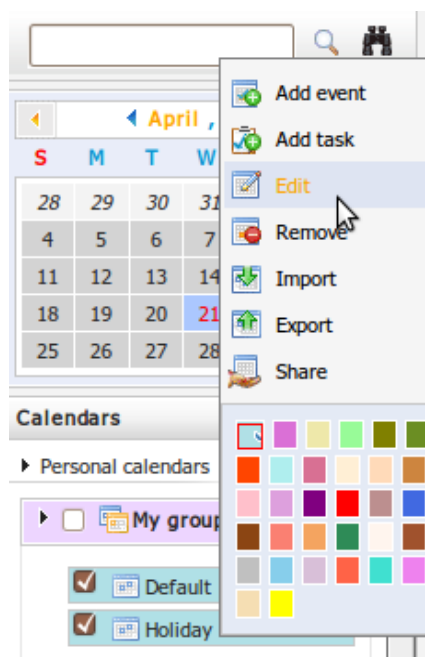 Add event
April ,
Add task
S M T W
Edit
28 29 30 31
Remove
4 5 6 7
11 12 13 14
Import
18 19 20 21
Export
25 26 27 28
Share
Calendars
Personal calendars
My group
Default
Holiday